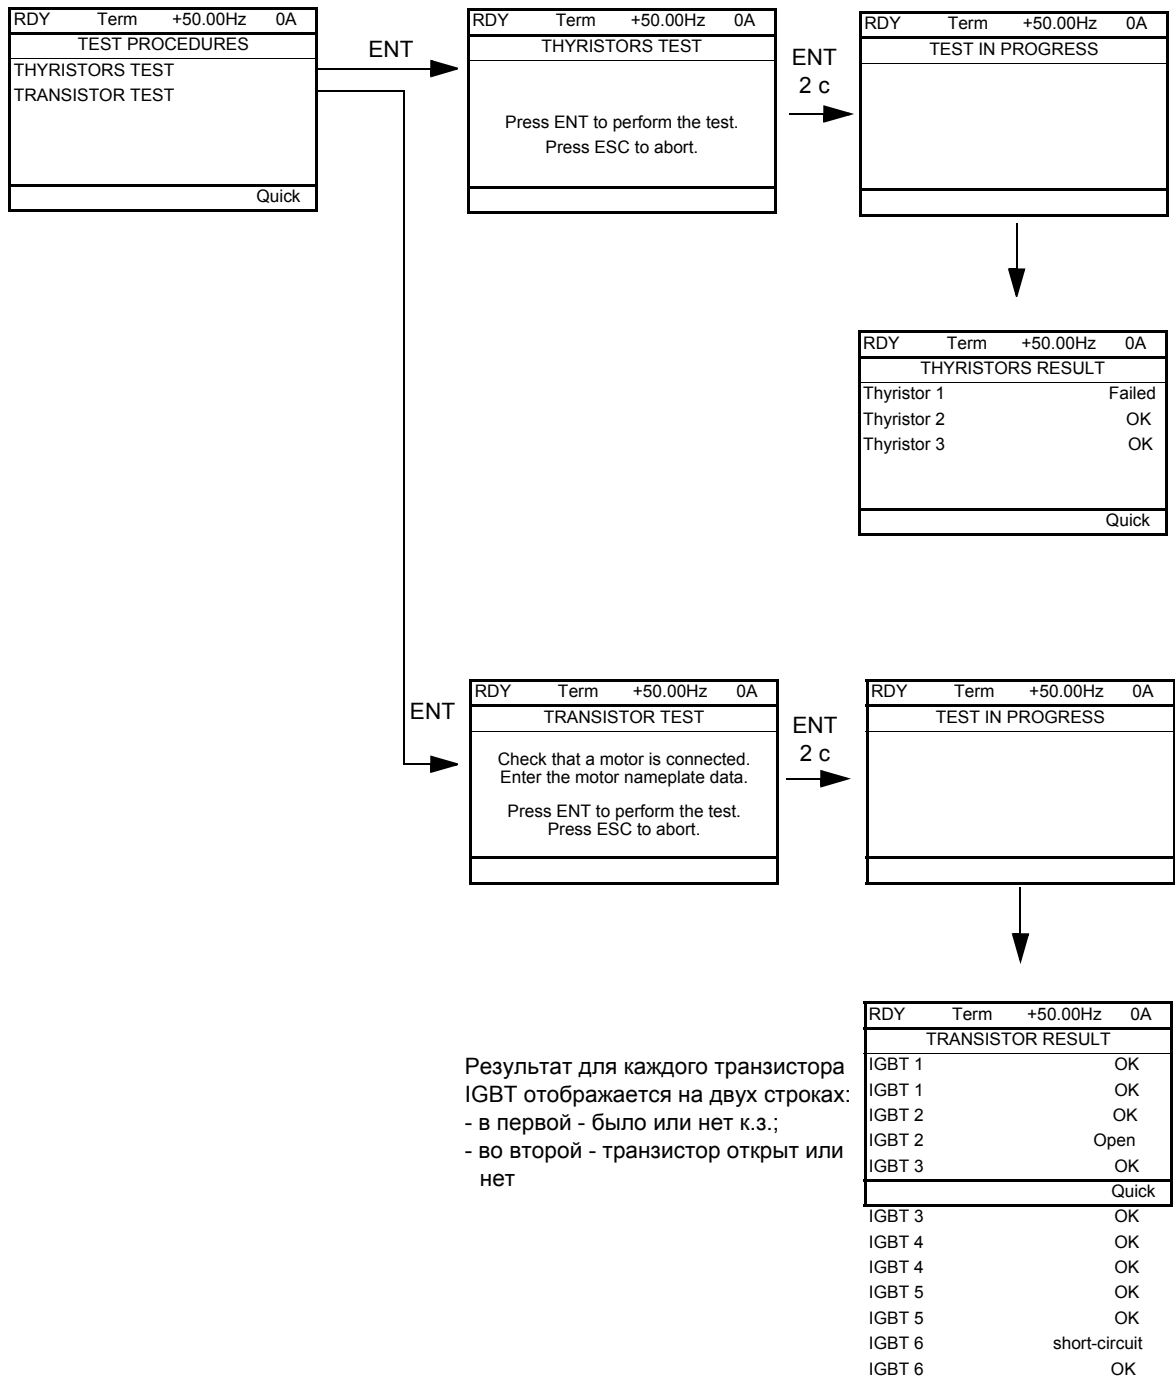 RDY Term +50.00Hz 0A
TEST PROCEDURES
THYRISTORS TEST
TRANSISTOR TEST
Quick
ENT
RDY Term +50.00Hz 0A
THYRISTORS TEST
Press ENT to perform the test.
Press ESC to abort.
ENT
2 c
RDY Term +50.00Hz 0A
TEST IN PROGRESS
RDY Term +50.00Hz 0A
THYRISTORS RESULT
Thyristor 1 Failed
Thyristor 2 OK
Thyristor 3 OK
Quick
ENT
RDY Term +50.00Hz 0A
TRANSISTOR TEST
Check that a motor is connected.
Enter the motor nameplate data.
Press ENT to perform the test.
Press ESC to abort.
ENT
2 c
RDY Term +50.00Hz 0A
TEST IN PROGRESS
Результат для каждого транзистора
IGBT отображается на двух строках:
- в первой - было или нет к.з.;
- во второй - транзистор открыт или
нет
RDY Term +50.00Hz 0A
TRANSISTOR RESULT
IGBT 1 OK
IGBT 1 OK
IGBT 2 OK
IGBT 2 Open
IGBT 3 OK
Quick
IGBT 3 OK
IGBT 4 OK
IGBT 4 OK
IGBT 5 OK
IGBT 5 OK
IGBT 6 short-circuit
IGBT 6 OK